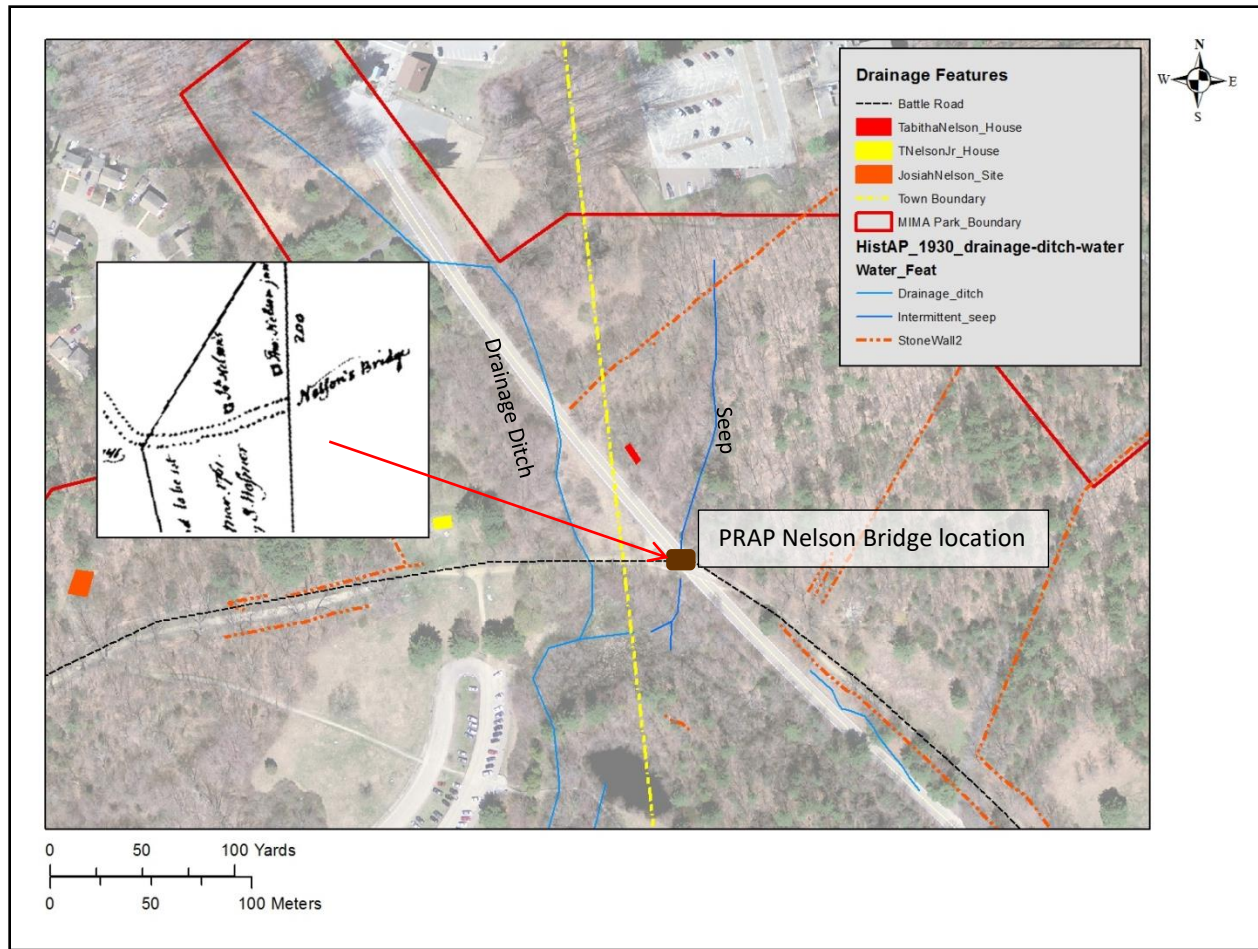 N
W
E
S
Drainage Features
Battle Road
TabithaNelson_House
TNelsonJr_House
JosiahNelson_Site
Town Boundary
MIMA Park_Boundary
HistAP_1930_drainage-ditch-water
Water_Feat
Drainage_ditch
Intermittent_seep
StoneWall2
200
Nelson's Bridge
Drainage Ditch
Seep
PRAP Nelson Bridge location
0 50 100 Yards
0 50 100 Meters